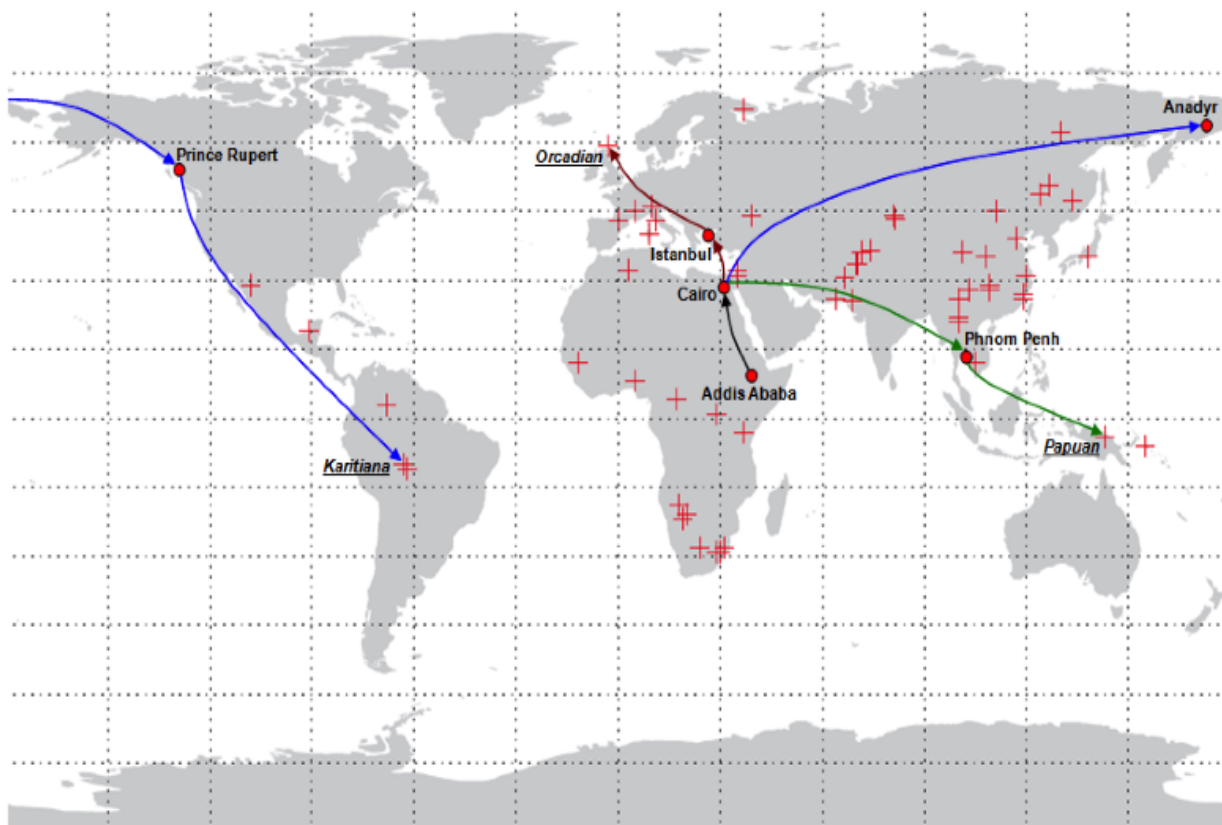 Anadyr
Prince Rupert
Orcadian
Istanbul
Cairo
Phnom Penh
Addis Ababa
Papuan
Karitiana